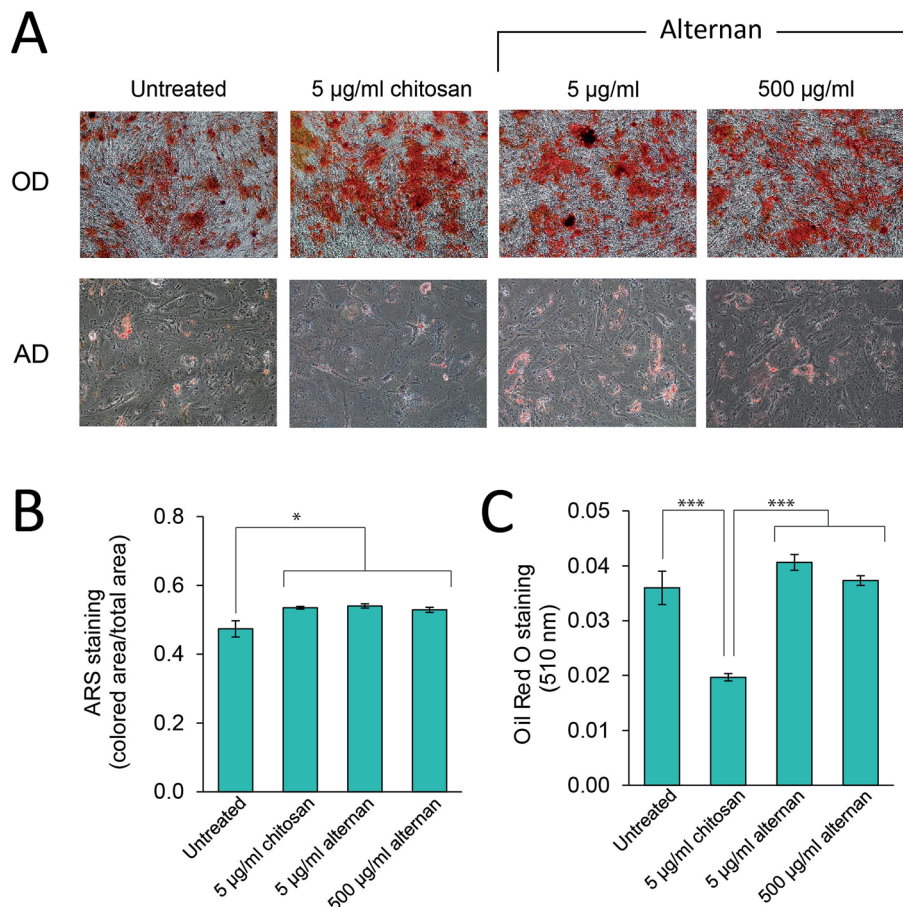 A
Alternan
Untreated
5 µg/ml chitosan
5 µg/ml
500 µg/ml
OD
AD
B
ARS staining
(colored area/total area)
0.8
0.6
0.4
0.2
0.0
*
Untreated
5 µg/ml chitosan
5 µg/ml alternan
500 µg/ml alternan
C
Oil Red O staining
(510 nm)
0.05
0.04
0.03
0.02
0.01
0.00
***
***
Untreated
5 µg/ml chitosan
5 µg/ml alternan
500 µg/ml alternan